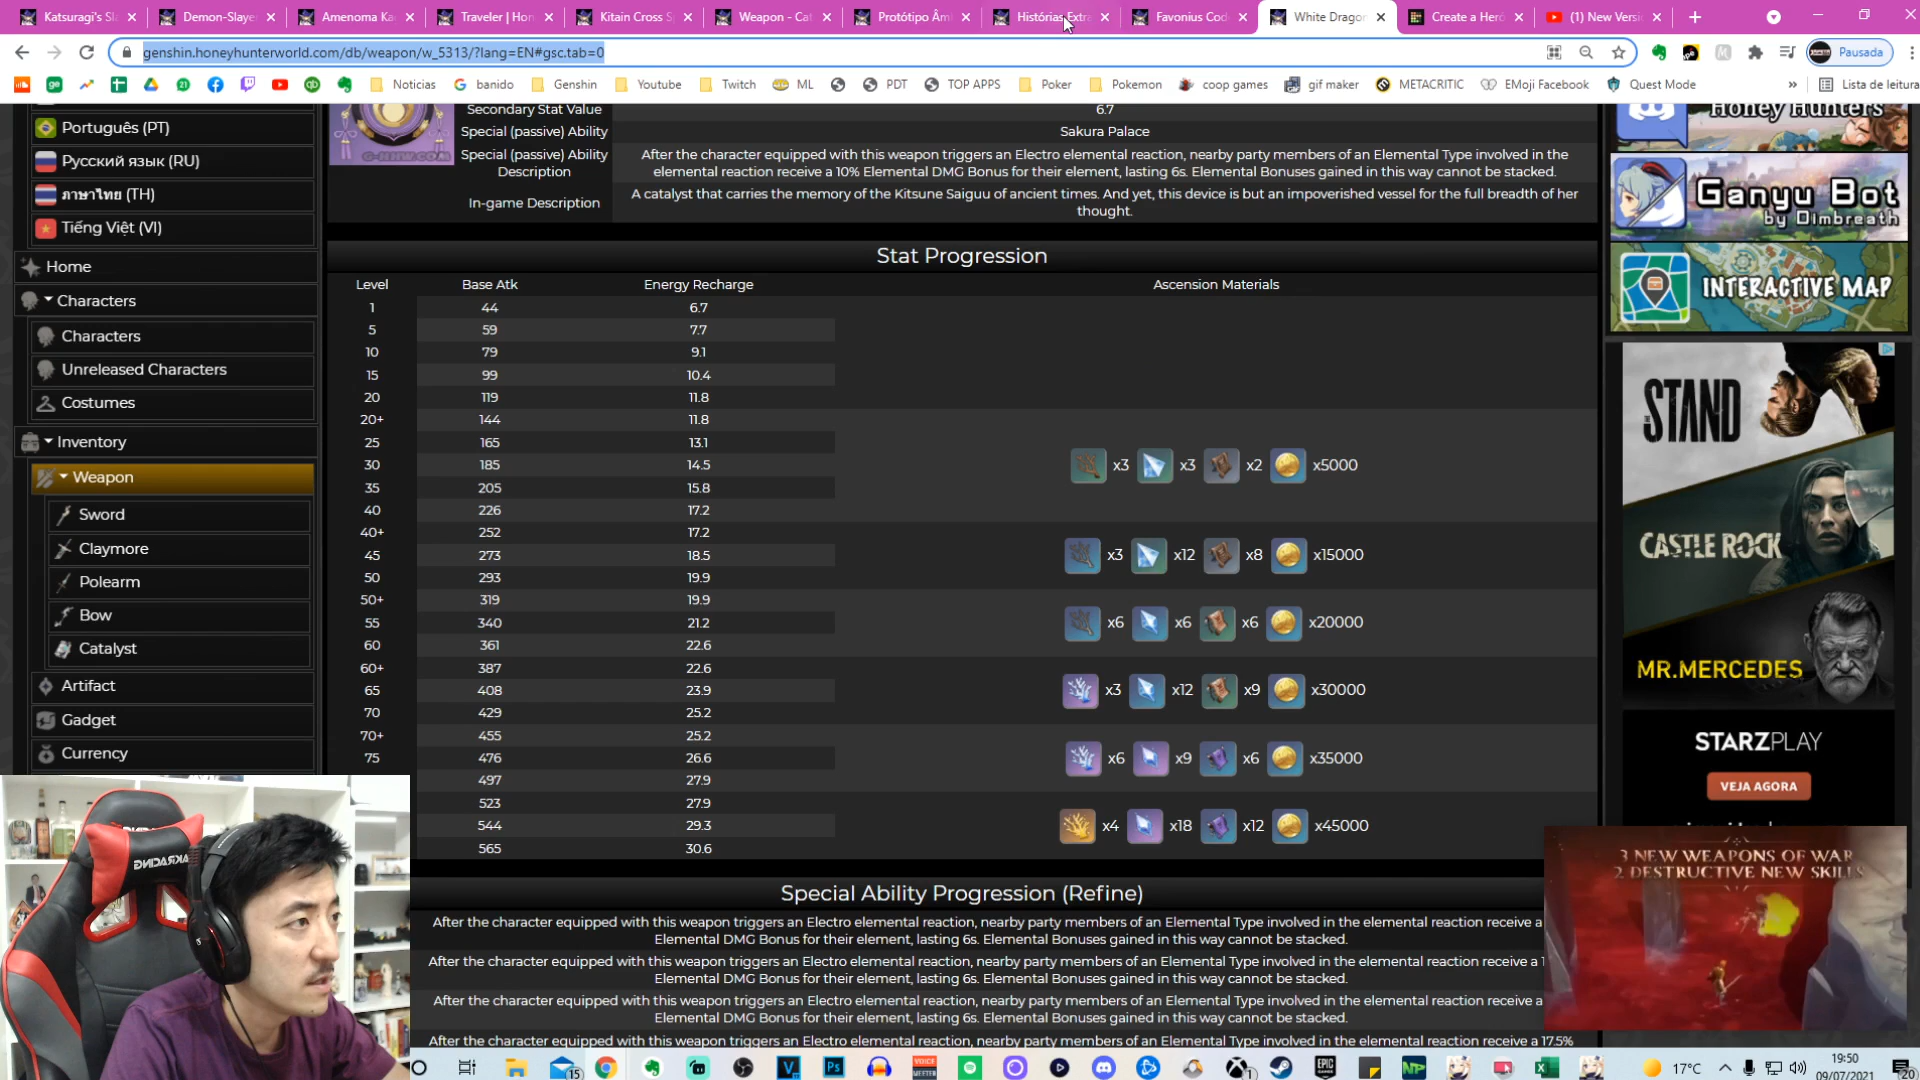 Katsuragi's Sl
Demon-Slaye
Amenoma Ka
Traveler | Hon
Kitain Cross S
Weapon - Cat
Protótipo Âm
Histórias Extra
Favonius Cod
White Dragon
Create a Heró
(1) New Versi
genshin.honeyhunterworld.com/db/weapon/w_5313/?lang=EN#gsc.tab=0
Pausada
Noticias
banido
Genshin
Youtube
Twitch
ML
PDT
TOP APPS
Poker
Pokemon
coop games
gif maker
METACRITIC
EMoji Facebook
Quest Mode
»
Lista de leitura
Português (PT)
Русский язык (RU)
ภาษาไทย (TH)
Tiếng Việt (VI)
Home
Characters
Characters
Unreleased Characters
Costumes
Inventory
Weapon
Sword
Claymore
Polearm
Bow
Catalyst
Artifact
Gadget
Currency
G-HHW.COM
Secondary Stat Value
6.7
Special (passive) Ability
Sakura Palace
Special (passive) Ability Description
After the character equipped with this weapon triggers an Electro elemental reaction, nearby party members of an Elemental Type involved in the
elemental reaction receive a 10% Elemental DMG Bonus for their element, lasting 6s. Elemental Bonuses gained in this way cannot be stacked.
In-game Description
A catalyst that carries the memory of the Kitsune Saiguu of ancient times. And yet, this device is but an impoverished vessel for the full breadth of her
thought.
Stat Progression
Level Base Atk Energy Recharge Ascension Materials
1 44 6.7
5 59 7.7
10 79 9.1
15 99 10.4
20 119 11.8
20+ 144 11.8
25 165 13.1
30 185 14.5 x3 x3 x2 x5000
35 205 15.8
40 226 17.2
40+ 252 17.2
45 273 18.5 x3 x12 x8 x15000
50 293 19.9
50+ 319 19.9
55 340 21.2 x6 x6 x6 x20000
60 361 22.6
60+ 387 22.6
65 408 23.9 x3 x12 x9 x30000
70 429 25.2
70+ 455 25.2
75 476 26.6 x6 x9 x6 x35000
497 27.9
523 27.9
544 29.3 x4 x18 x12 x45000
565 30.6
Special Ability Progression (Refine)
After the character equipped with this weapon triggers an Electro elemental reaction, nearby party members of an Elemental Type involved in the elemental reaction receive a
Elemental DMG Bonus for their element, lasting 6s. Elemental Bonuses gained in this way cannot be stacked.
After the character equipped with this weapon triggers an Electro elemental reaction, nearby party members of an Elemental Type involved in the elemental reaction receive a 1
Elemental DMG Bonus for their element, lasting 6s. Elemental Bonuses gained in this way cannot be stacked.
After the character equipped with this weapon triggers an Electro elemental reaction, nearby party members of an Elemental Type involved in the elemental reaction receive a
Elemental DMG Bonus for their element, lasting 6s. Elemental Bonuses gained in this way cannot be stacked.
After the character equipped with this weapon triggers an Electro elemental reaction, nearby party members of an Elemental Type involved in the elemental reaction receive a 17.5%
Honey Hunters
Ganyu Bot
by Dimbreath
INTERACTIVE MAP
THE STAND
CASTLE ROCK
MR. MERCEDES
STARZPLAY
VEJA AGORA
3 NEW WEAPONS OF WAR
2 DESTRUCTIVE NEW SKILLS
AKRACING
15
Ps
EPIC GAMES
NP
17°C
19:50
09/07/2021
20